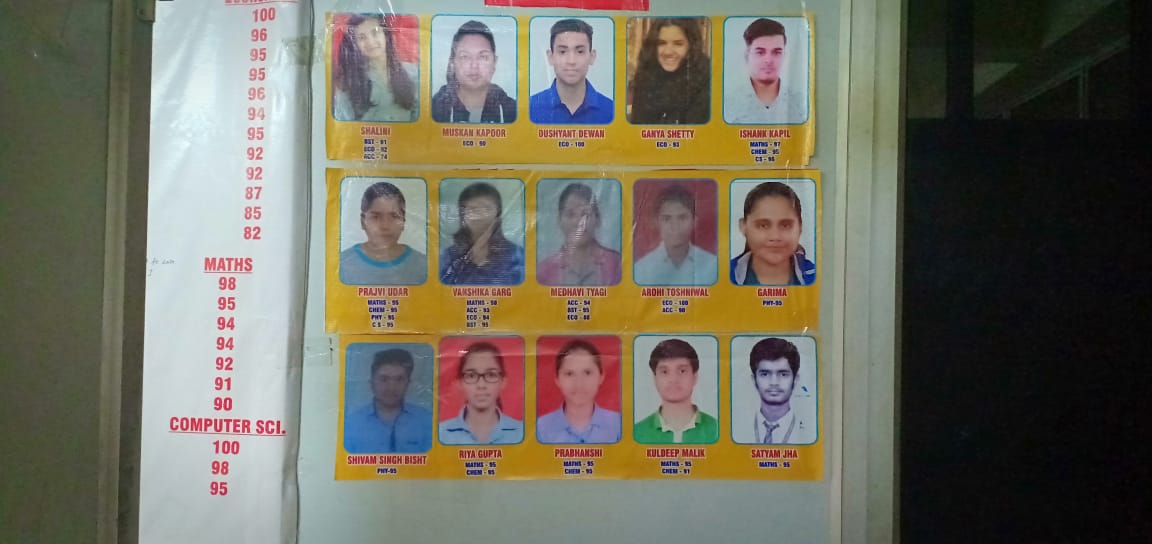 100
96
95
95
96
94
95
92
92
87
85
82
MATHS
98
95
94
94
92
91
90
COMPUTER SCI.
100
98
95
SHALINI
BST - 91
ECO - 92
ACC - 74
MUSKAN KAPOOR
ECO - 90
DUSHYANT DEWAN
ECO - 100
GANYA SHETTY
ECO - 93
ISHANK KAPIL
MATHS - 97
CHEM - 95
CS - 96
PRAJVI UDAR
MATHS - 95
CHEM - 95
PHY - 95
C S - 95
VAKSHIKA GARG
MATHS - 98
ACC - 93
ECO - 94
BST - 95
MEDHAVI TYAGI
ACC - 94
BST - 95
ECO - 88
AROHI TOSHNIWAL
ECO - 100
ACC - 90
GARIMA
PHY-95
SHIVAM SINGH BISHT
PHY-95
RIYA GUPTA
MATHS - 95
CHEM - 95
PRABHANSHI
MATHS - 95
CHEM - 95
KULDEEP MALIK
MATHS - 95
CHEM - 91
SATYAM JHA
MATHS - 95